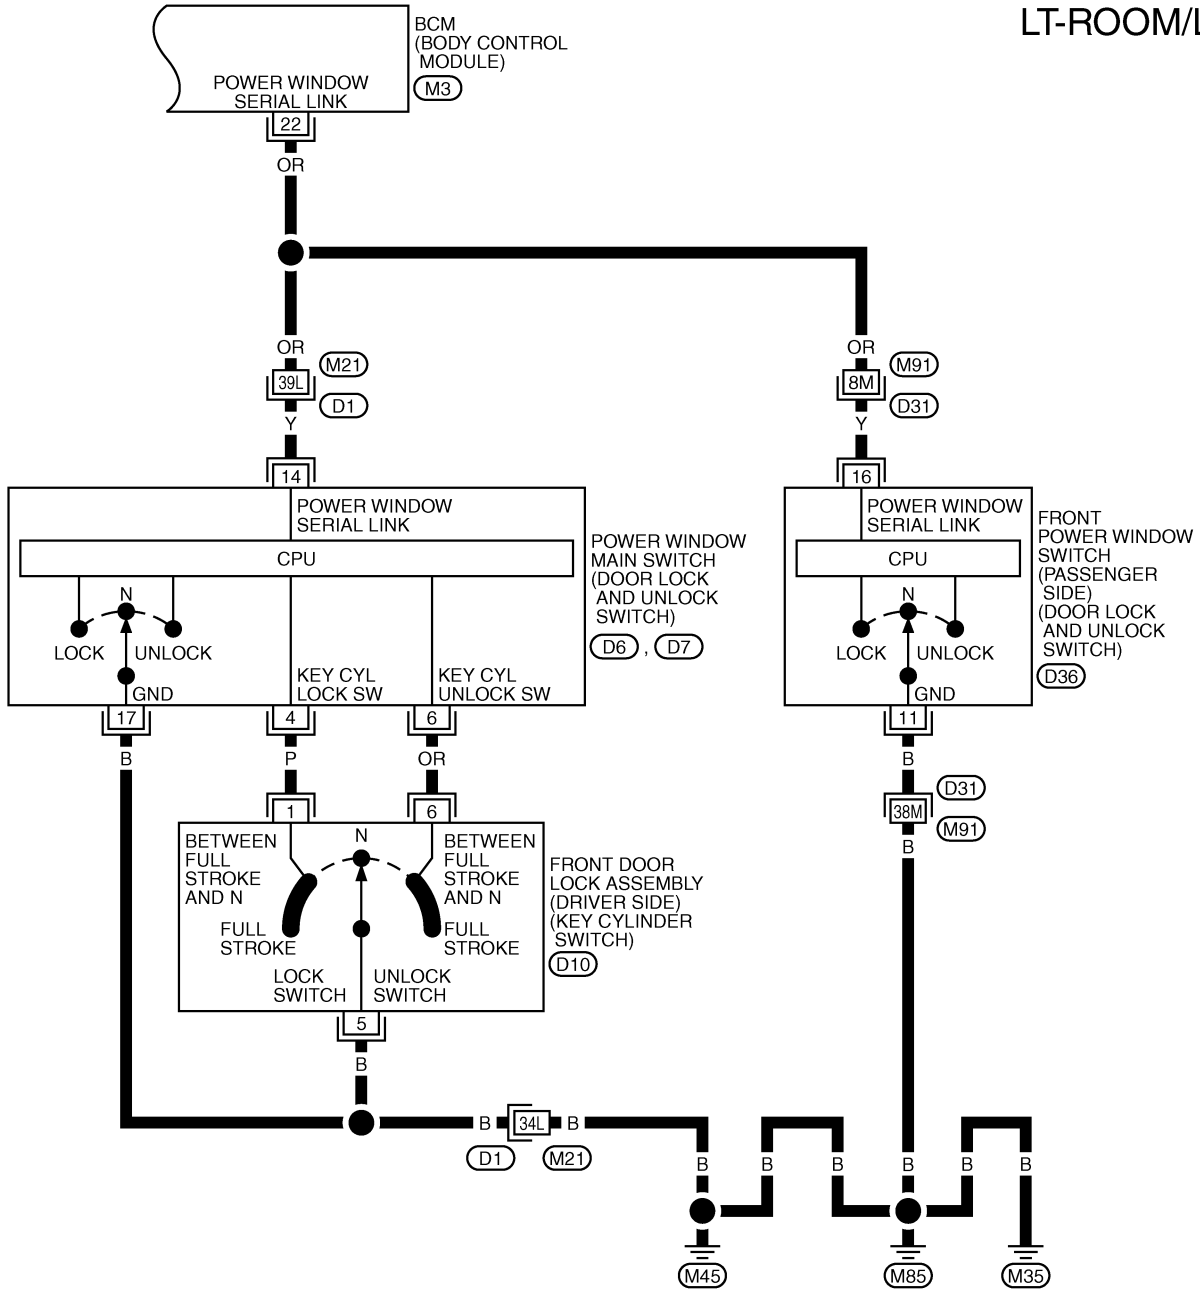 LT-ROOM/L
BCM
(BODY CONTROL
MODULE)
M3
POWER WINDOW
SERIAL LINK
22
OR
OR
M21
39L
D1
Y
14
OR
M91
8M
D31
Y
16
POWER WINDOW
SERIAL LINK
CPU
N
LOCK
UNLOCK
GND
KEY CYL
LOCK SW
KEY CYL
UNLOCK SW
POWER WINDOW
MAIN SWITCH
(DOOR LOCK
AND UNLOCK
SWITCH)
D6 , D7
POWER WINDOW
SERIAL LINK
CPU
N
LOCK
UNLOCK
GND
FRONT
POWER WINDOW
SWITCH
(PASSENGER
SIDE)
(DOOR LOCK
AND UNLOCK
SWITCH)
D36
17
4
6
11
B
P
OR
B
1
6
D31
38M
M91
B
BETWEEN
FULL
STROKE
AND N
FULL
STROKE
N
BETWEEN
FULL
STROKE
AND N
FULL
STROKE
LOCK
SWITCH
UNLOCK
SWITCH
FRONT DOOR
LOCK ASSEMBLY
(DRIVER SIDE)
(KEY CYLINDER
SWITCH)
D10
5
B
B
34L
B
D1
M21
B
B
B
B
B
B
M45
M85
M35